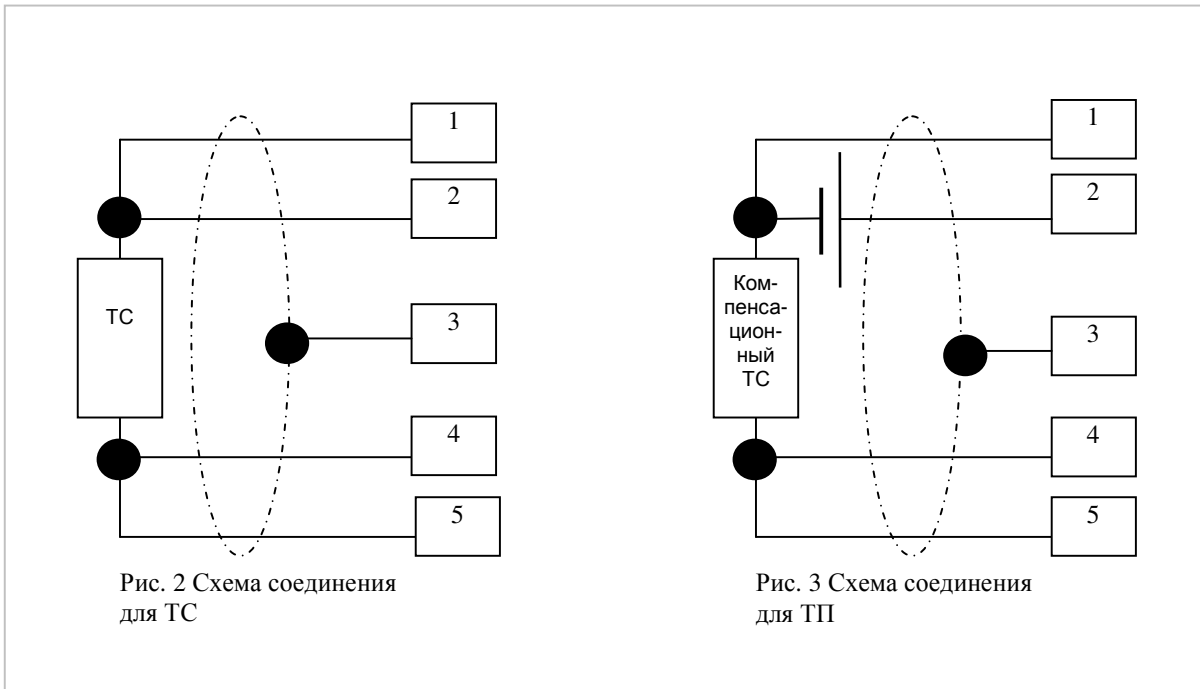 1
2
ТС
3
4
5
Рис. 2 Схема соединения
для ТС
1
2
Ком-
пенса-
цион-
ный
ТС
3
4
5
Рис. 3 Схема соединения
для ТП